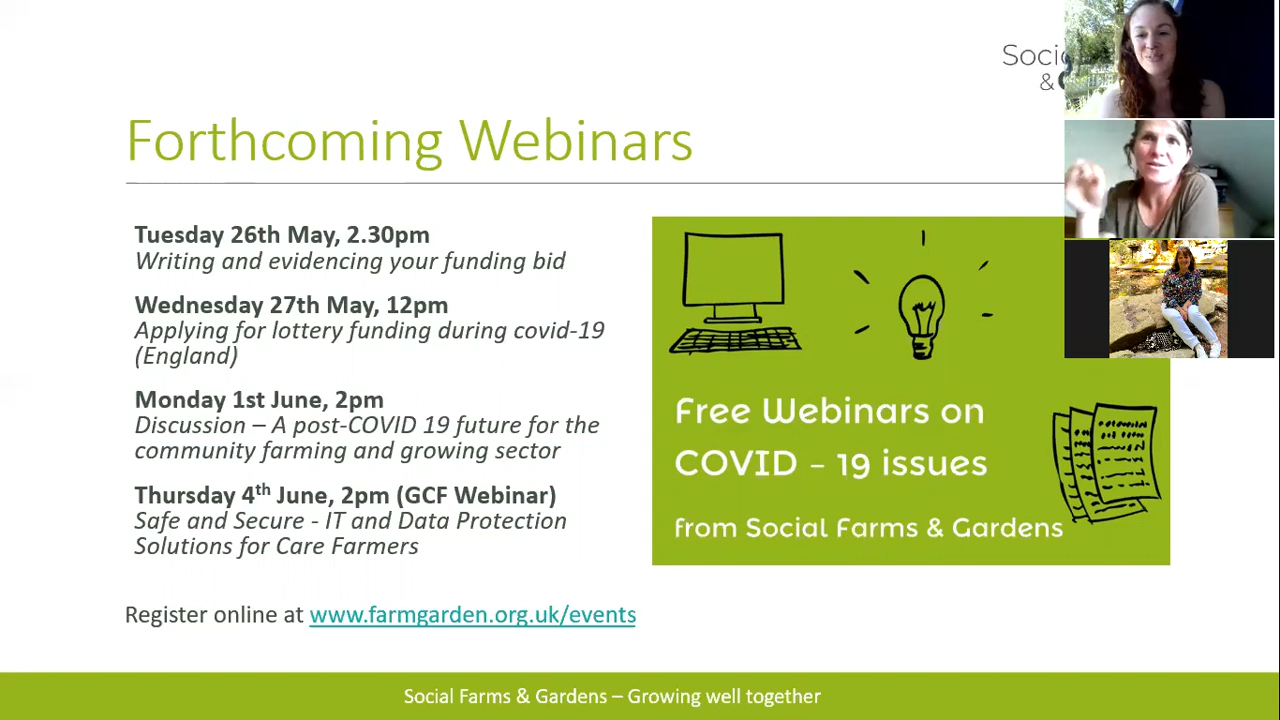 Soci
&
Forthcoming Webinars
Tuesday 26th May, 2.30pm
Writing and evidencing your funding bid
Wednesday 27th May, 12pm
Applying for lottery funding during covid-19
(England)
Monday 1st June, 2pm
Discussion – A post-COVID 19 future for the
community farming and growing sector
Thursday 4th June, 2pm (GCF Webinar)
Safe and Secure - IT and Data Protection
Solutions for Care Farmers
Free Webinars on
COVID - 19 issues
from Social Farms & Gardens
Register online at www.farmgarden.org.uk/events
Social Farms & Gardens – Growing well together